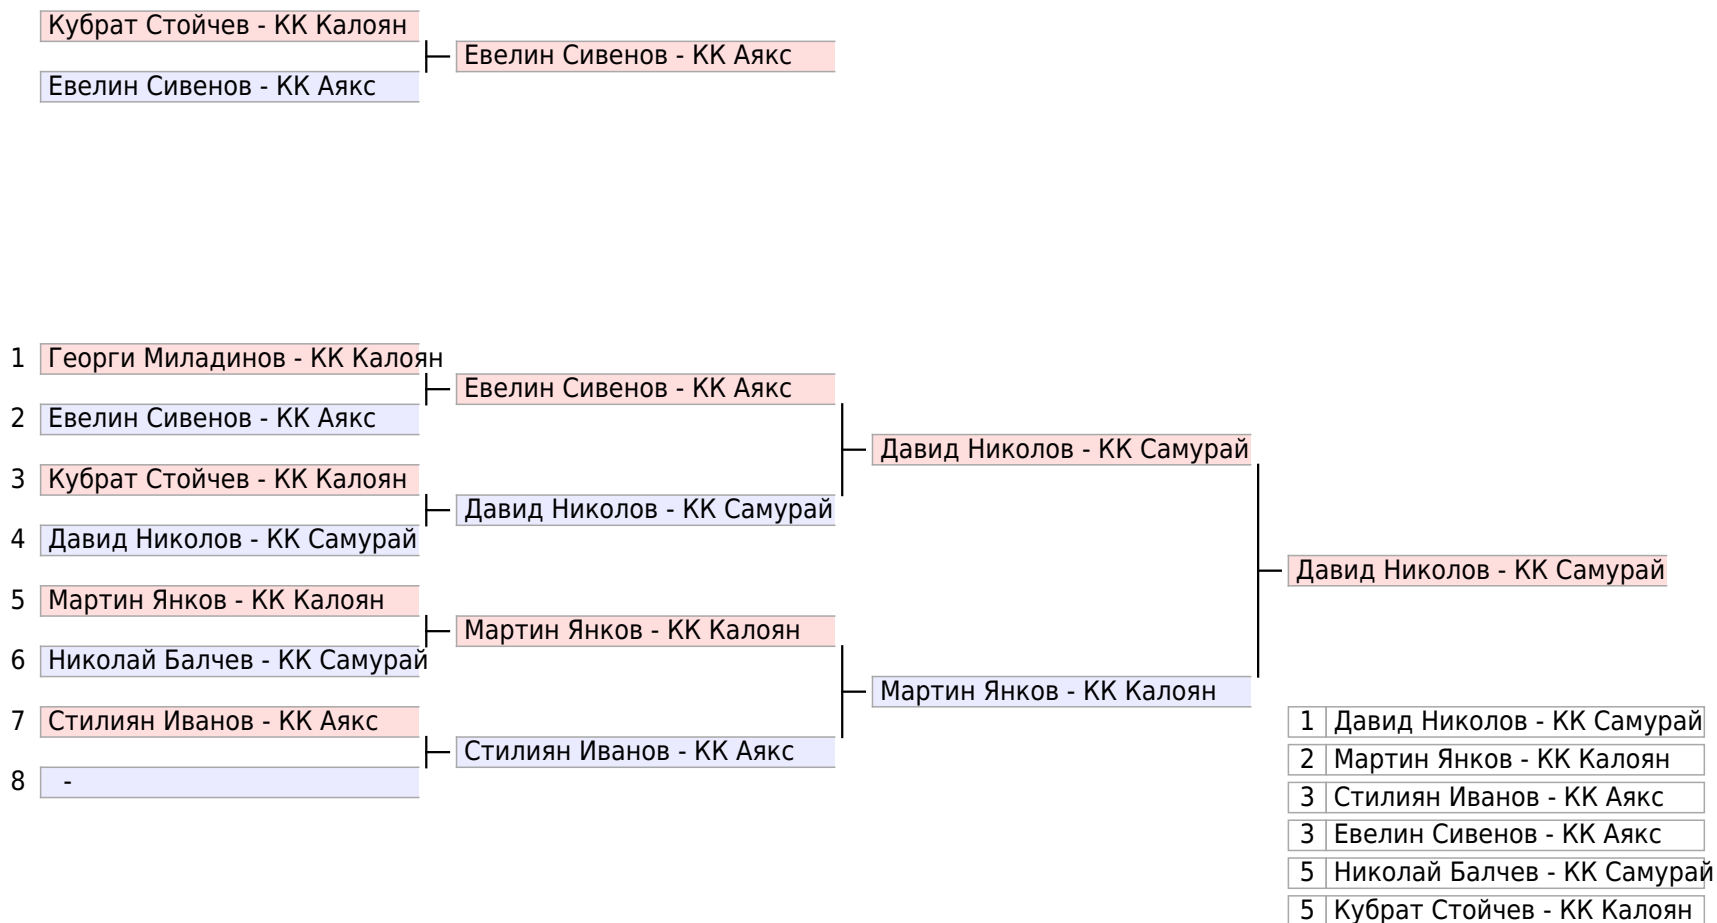 Кубрат Стойчев - КК Калоян
Евелин Сивенов - КК Аякс
Евелин Сивенов - КК Аякс
1 Георги Миладинов - КК Калоян
Евелин Сивенов - КК Аякс
2 Евелин Сивенов - КК Аякс
Давид Николов - КК Самурай
3 Кубрат Стойчев - КК Калоян
Давид Николов - КК Самурай
4 Давид Николов - КК Самурай
Давид Николов - КК Самурай
5 Мартин Янков - КК Калоян
Мартин Янков - КК Калоян
6 Николай Балчев - КК Самурай
Мартин Янков - КК Калоян
7 Стилиян Иванов - КК Аякс
Стилиян Иванов - КК Аякс
8 -
1 Давид Николов - КК Самурай
2 Мартин Янков - КК Калоян
3 Стилиян Иванов - КК Аякс
3 Евелин Сивенов - КК Аякс
5 Николай Балчев - КК Самурай
5 Кубрат Стойчев - КК Калоян